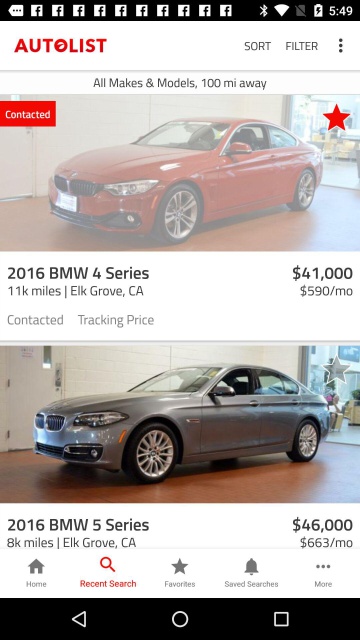 5:49
AUTOLIST
SORT FILTER
All Makes & Models, 100 mi away
Contacted
2016 BMW 4 Series $41,000
11k miles | Elk Grove, CA $590/mo
Contacted Tracking Price
2016 BMW 5 Series $46,000
8k miles | Elk Grove, CA $663/mo
Home Recent Search Favorites Saved Searches More